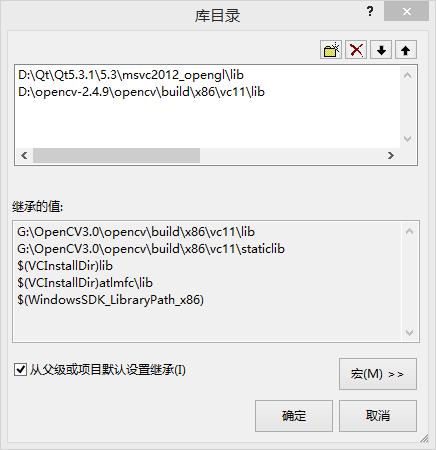 库目录
D:\Qt\Qt5.3.1\5.3\msvc2012_opengl\lib
D:\opencv-2.4.9\opencv\build\x86\vc11\lib
继承的值:
G:\OpenCV3.0\opencv\build\x86\vc11\lib
G:\OpenCV3.0\opencv\build\x86\vc11\staticlib
$(VCInstallDir)lib
$(VCInstallDir)atlmfc\lib
$(WindowsSDK_LibraryPath_x86)
从父级或项目默认设置继承(I)
宏(M) >>
确定
取消